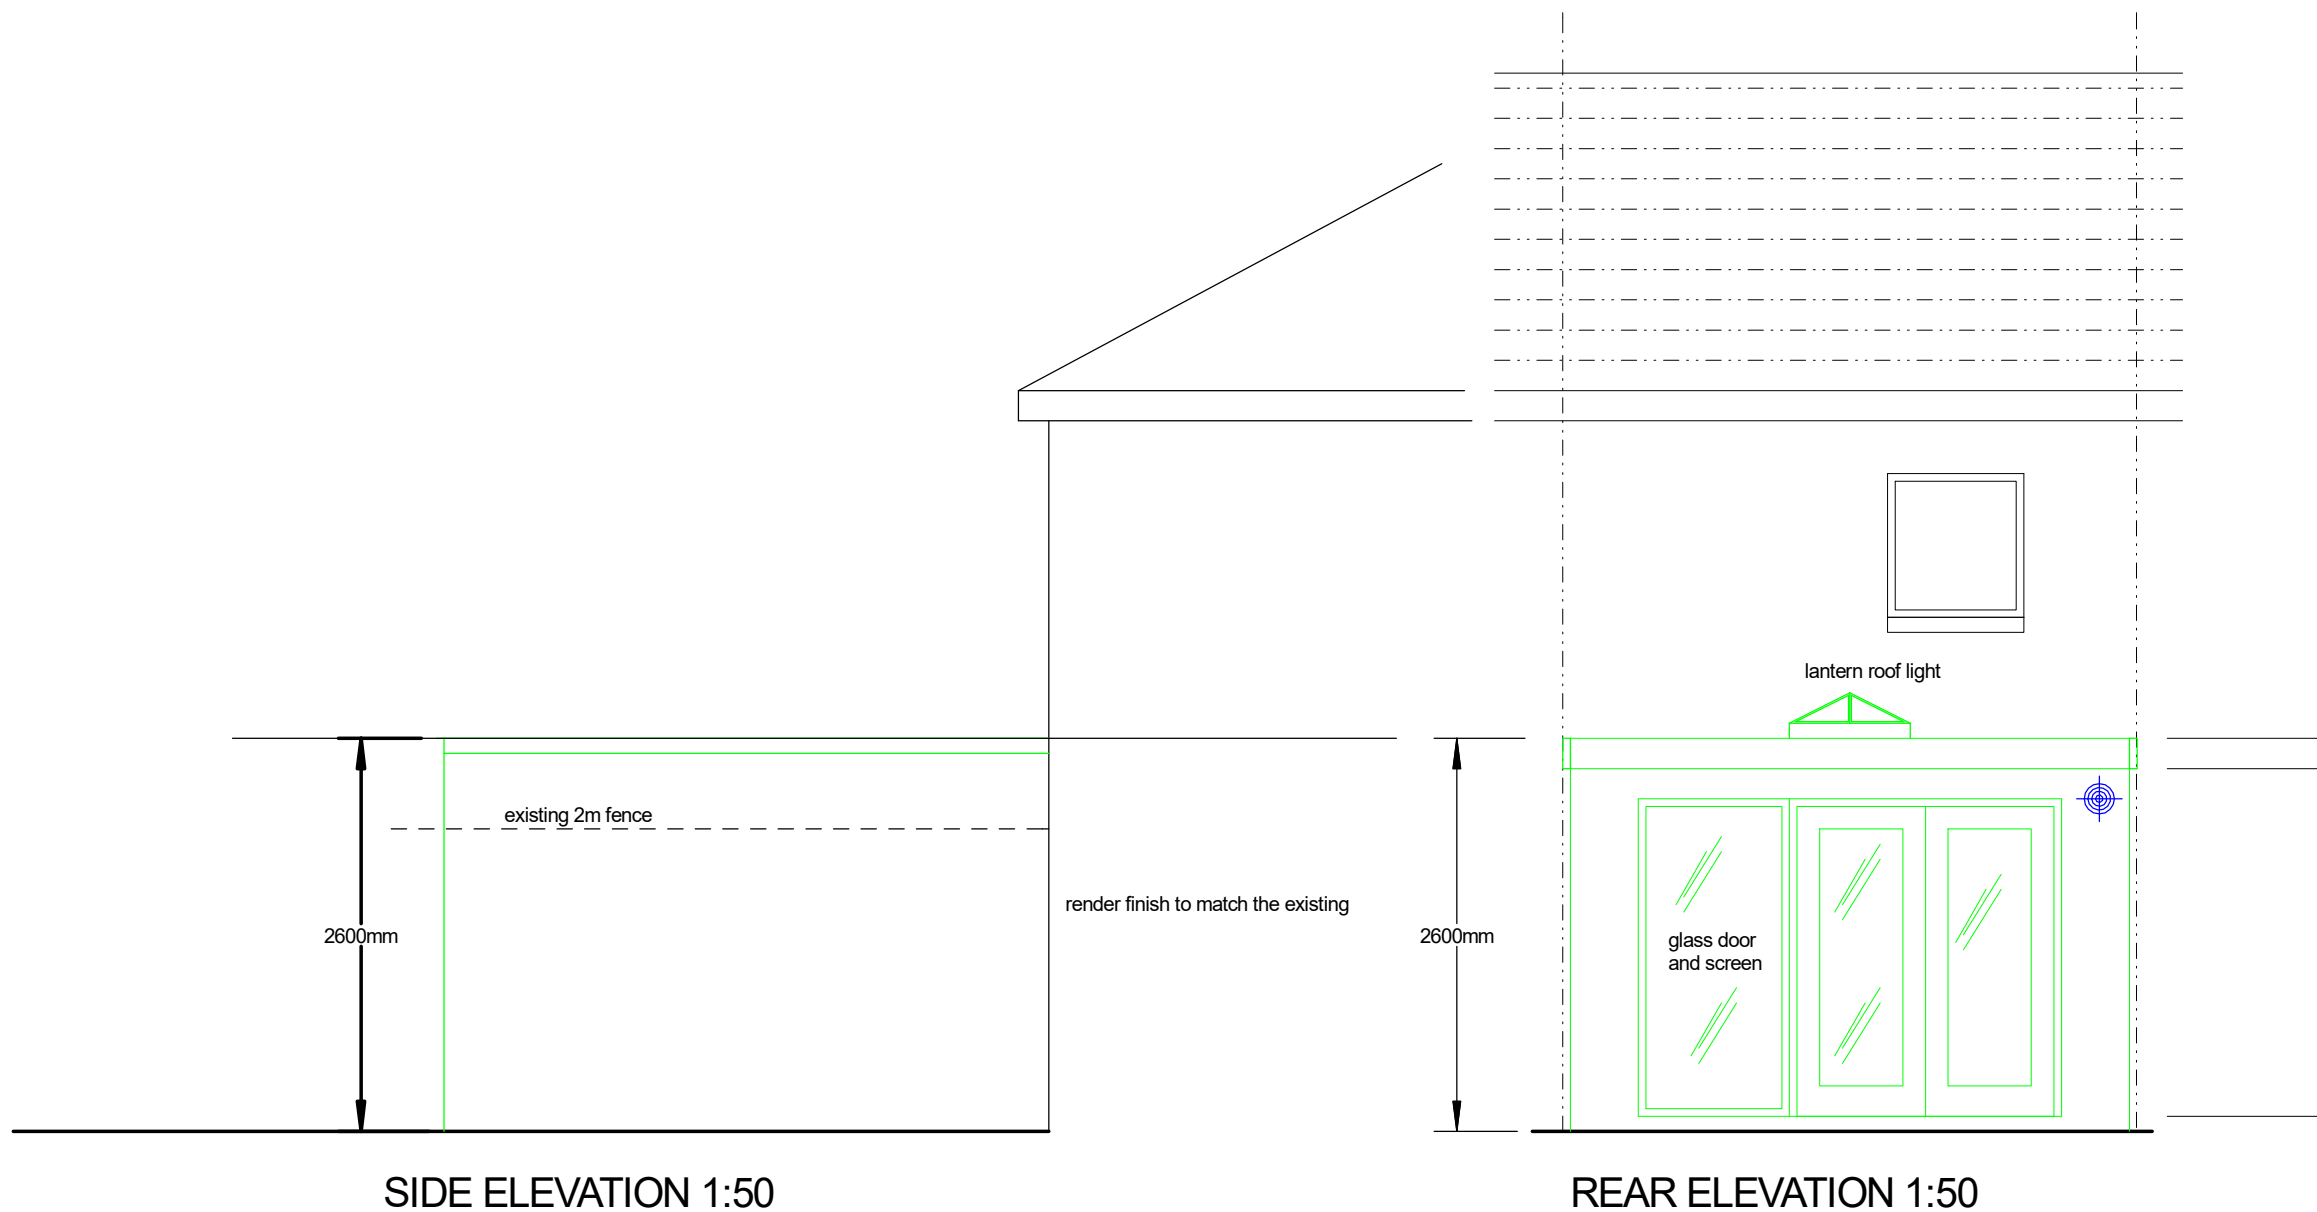 lantern roof light
existing 2m fence
render finish to match the existing
2600mm
2600mm
glass door
and screen
SIDE ELEVATION 1:50
REAR ELEVATION 1:50